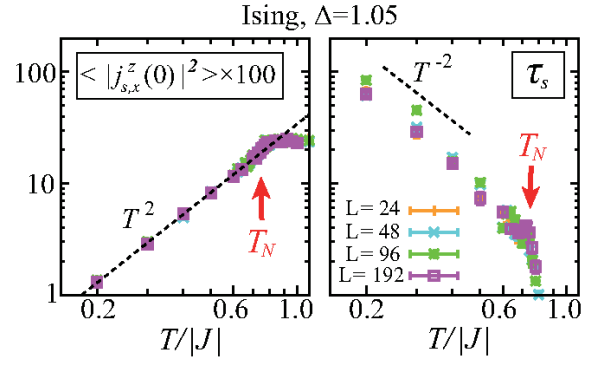 Ising, Δ=1.05
< |j^z_{s,x}(0)|^2 >×100
τ_s
100
10
1
T^2
T_N
T^{-2}
T_N
L= 24
L= 48
L= 96
L= 192
0.2 0.6 1.0
0.2 0.6 1.0
T/|J|
T/|J|